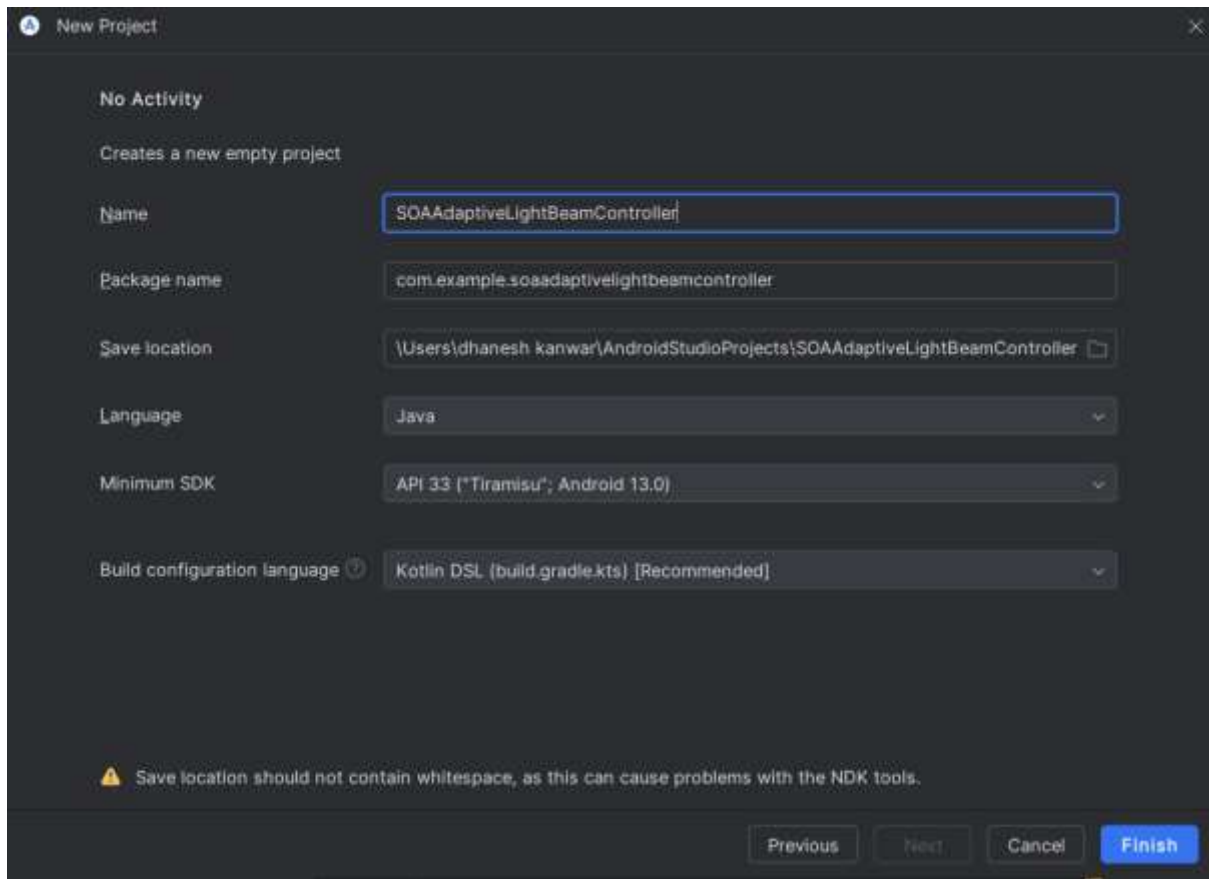 New Project
No Activity
Creates a new empty project
Name SOAAdaptiveLightBeamController
Package name com.example.soaadaptivelightbeamcontroller
Save location \Users\dhanesh kanwar\AndroidStudioProjects\SOAAdaptiveLightBeamController
Language Java
Minimum SDK API 33 ("Tiramisu"; Android 13.0)
Build configuration language ? Kotlin DSL (build.gradle.kts) [Recommended]
Save location should not contain whitespace, as this can cause problems with the NDK tools.
Previous Next Cancel Finish